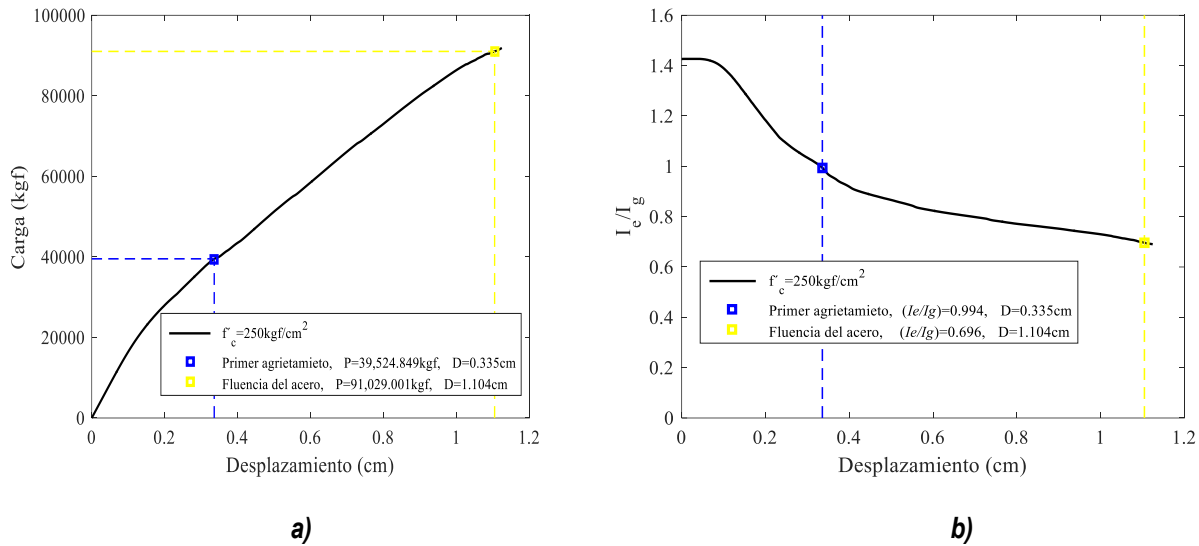 100000
80000
60000
40000
20000
0
Carga (kgf)
f´c=250kgf/cm2
Primer agrietamieto, P=39,524.849kgf, D=0.335cm
Fluencia del acero, P=91,029.001kgf, D=1.104cm
0 0.2 0.4 0.6 0.8 1 1.2
Desplazamiento (cm)
a)
1.6
1.4
1.2
1
0.8
0.6
0.4
0.2
0
Ie/Ig
f´c=250kgf/cm2
Primer agrietamieto, (Ie/Ig)=0.994, D=0.335cm
Fluencia del acero, (Ie/Ig)=0.696, D=1.104cm
0 0.2 0.4 0.6 0.8 1 1.2
Desplazamiento (cm)
b)